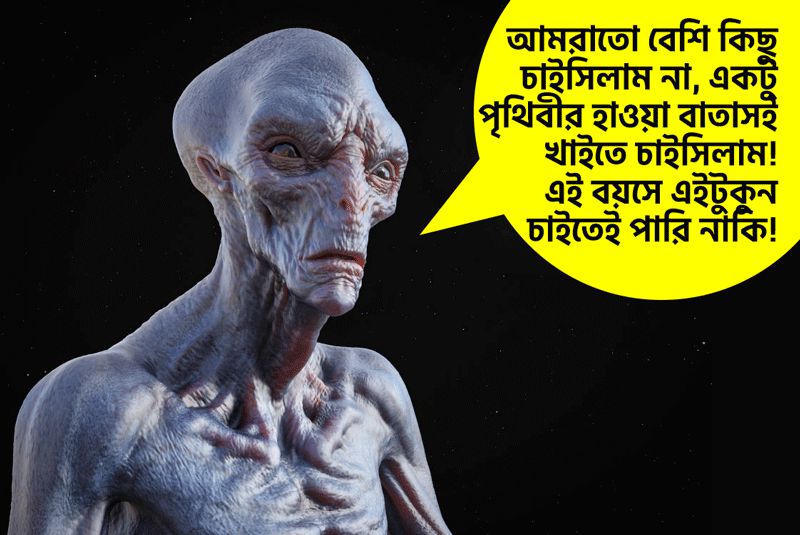 আমরাতো বেশি কিছু
চাইসিলাম না, একটু
পৃথিবীর হাওয়া বাতাসই
খাইতে চাইসিলাম!
এই বয়সে এইটুকুন
চাইতেই পারি নাকি!